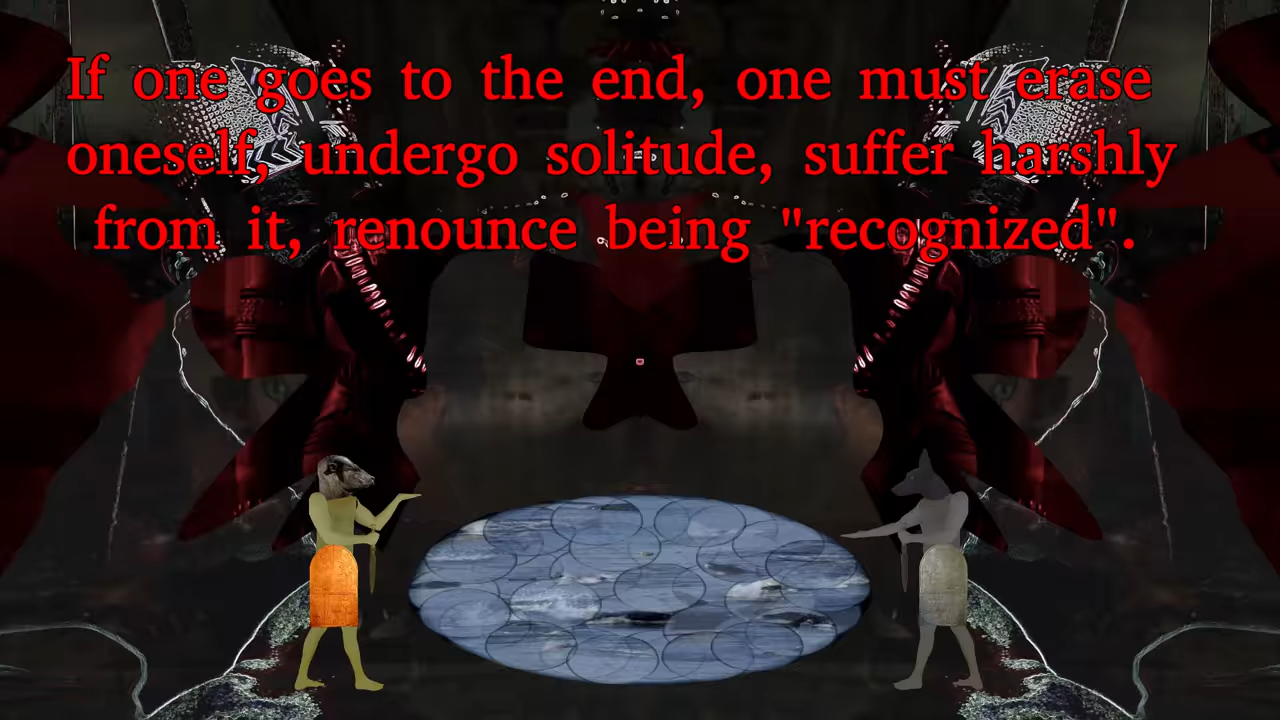 If one goes to the end, one must erase
oneself, undergo solitude, suffer harshly
from it, renounce being "recognized".